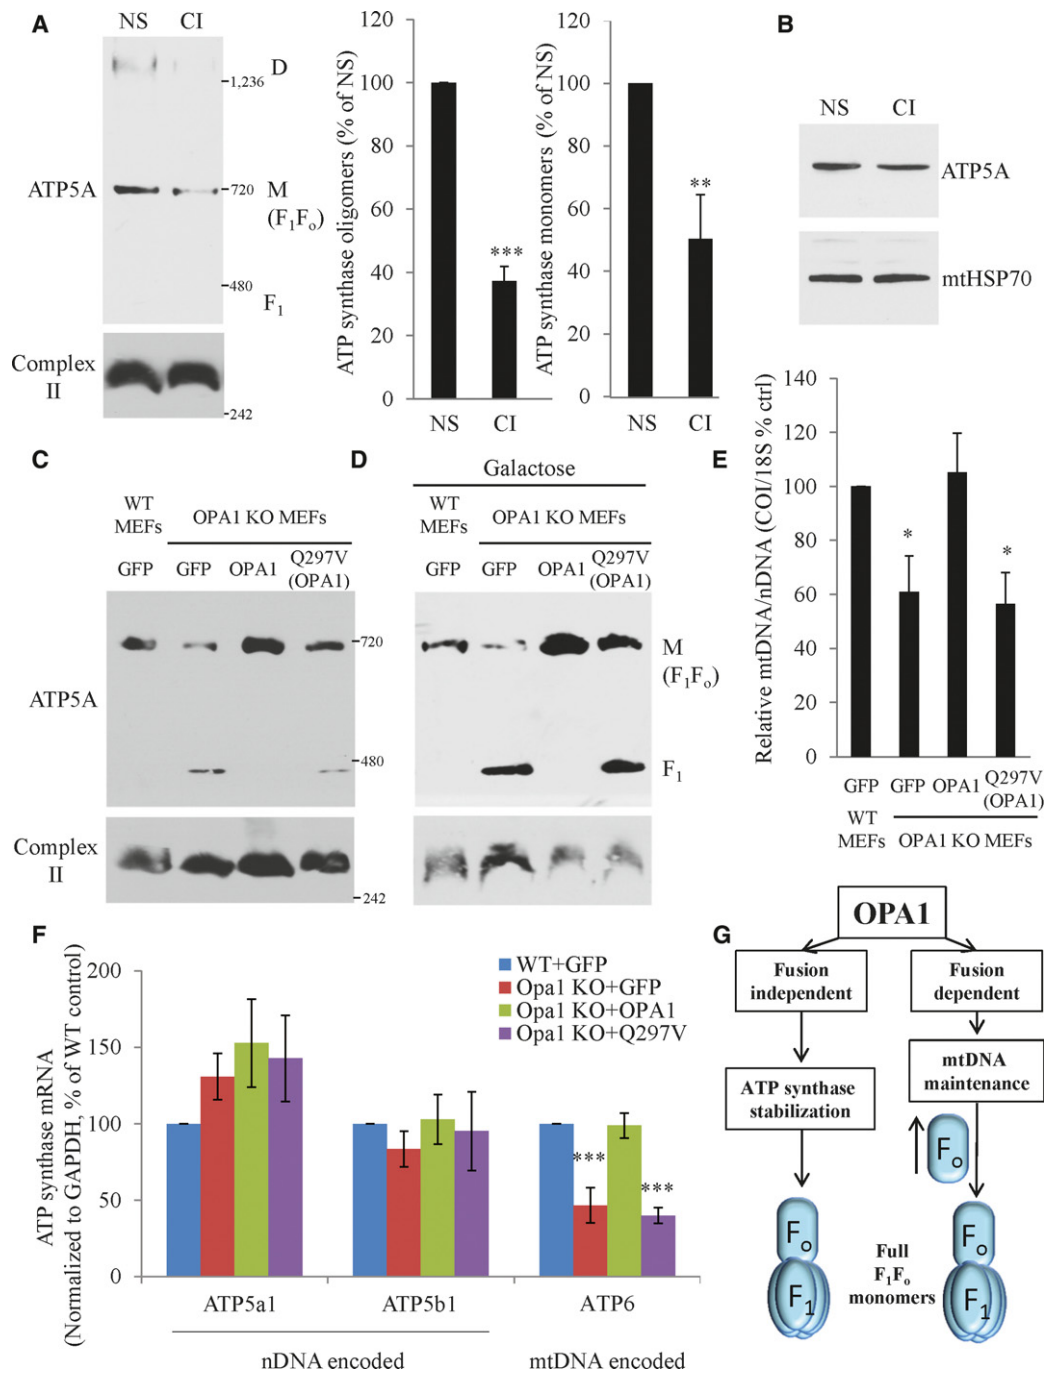 A
NS CI
D
-1,236
ATP5A
-720
M
(F1Fo)
-480
F1
Complex
II
-242
ATP synthase oligomers (% of NS)
120
100
80
60
40
20
0
***
NS CI
ATP synthase monomers (% of NS)
120
100
80
60
40
20
0
**
NS CI
B
NS CI
ATP5A
mtHSP70
C
WT
MEFs
OPA1 KO MEFs
GFP GFP OPA1 Q297V
(OPA1)
ATP5A
-720
-480
Complex
II
-242
D
Galactose
WT
MEFs
OPA1 KO MEFs
GFP GFP OPA1 Q297V
(OPA1)
M
(F1Fo)
F1
E
Relative mtDNA/nDNA (COI/18S % ctrl)
140
120
100
80
60
40
20
0
*
*
GFP GFP OPA1 Q297V
(OPA1)
WT
MEFs
OPA1 KO MEFs
F
ATP synthase mRNA
(Normalized to GAPDH, % of WT control)
200
150
100
50
0
WT+GFP
Opa1 KO+GFP
Opa1 KO+OPA1
Opa1 KO+Q297V
***
***
ATP5a1 ATP5b1 ATP6
nDNA encoded mtDNA encoded
G
OPA1
Fusion
independent
Fusion
dependent
ATP synthase
stabilization
mtDNA
maintenance
Fo
Fo
F1
Full
F1Fo
monomers
Fo
F1